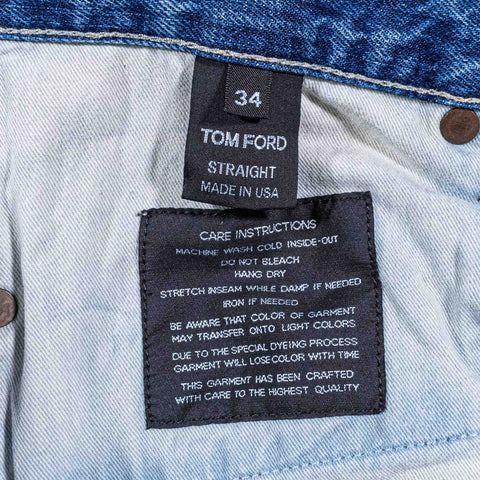 34
TOM FORD
STRAIGHT
MADE IN USA
CARE INSTRUCTIONS
MACHINE WASH COLD INSIDE-OUT
DO NOT BLEACH
HANG DRY
STRETCH INSEAM WHILE DAMP IF NEEDED
IRON IF NEEDED
BE AWARE THAT COLOR OF GARMENT
MAY TRANSFER ONTO LIGHT COLORS
DUE TO THE SPECIAL DYEING PROCESS
GARMENT WILL LOSE COLOR WITH TIME
THIS GARMENT HAS BEEN CRAFTED
WITH CARE TO THE HIGHEST QUALITY